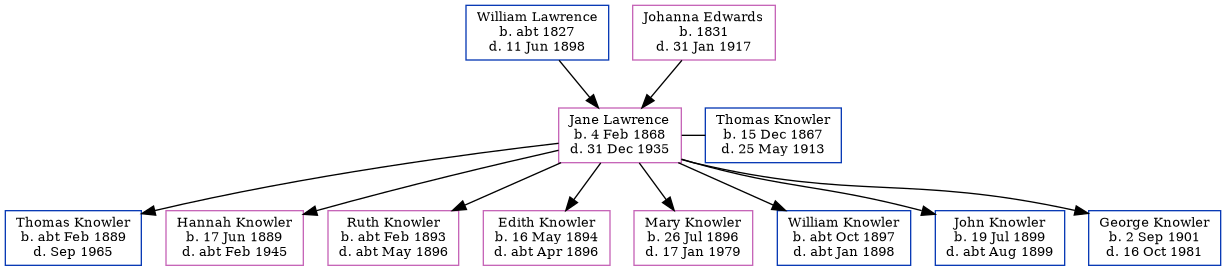 William Lawrence
b. abt 1827
d. 11 Jun 1898
Johanna Edwards
b. 1831
d. 31 Jan 1917
Jane Lawrence
b. 4 Feb 1868
d. 31 Dec 1935
Thomas Knowler
b. 15 Dec 1867
d. 25 May 1913
Thomas Knowler
b. abt Feb 1889
d. Sep 1965
Hannah Knowler
b. 17 Jun 1889
d. abt Feb 1945
Ruth Knowler
b. abt Feb 1893
d. abt May 1896
Edith Knowler
b. 16 May 1894
d. abt Apr 1896
Mary Knowler
b. 26 Jul 1896
d. 17 Jan 1979
William Knowler
b. abt Oct 1897
d. abt Jan 1898
John Knowler
b. 19 Jul 1899
d. abt Aug 1899
George Knowler
b. 2 Sep 1901
d. 16 Oct 1981